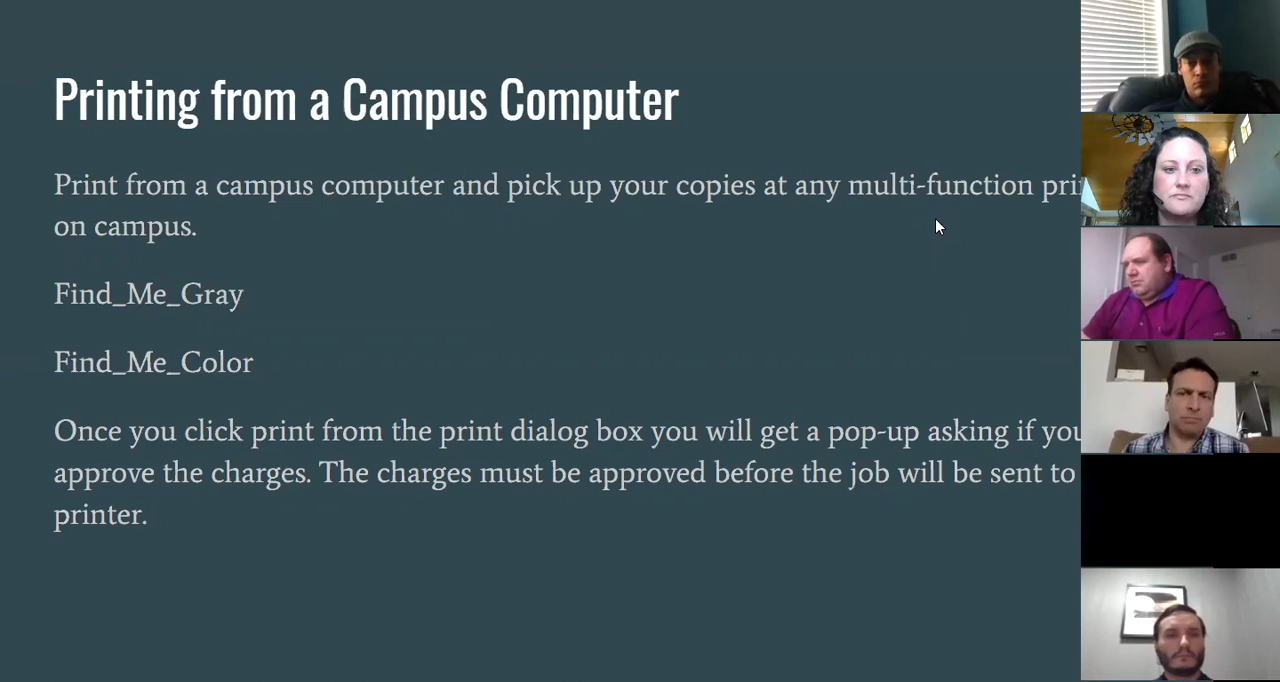 Printing from a Campus Computer
Print from a campus computer and pick up your copies at any multi-function
on campus.
Find_Me_Gray
Find_Me_Color
Once you click print from the print dialog box you will get a pop-up asking if you
approve the charges. The charges must be approved before the job will be sent to
printer.